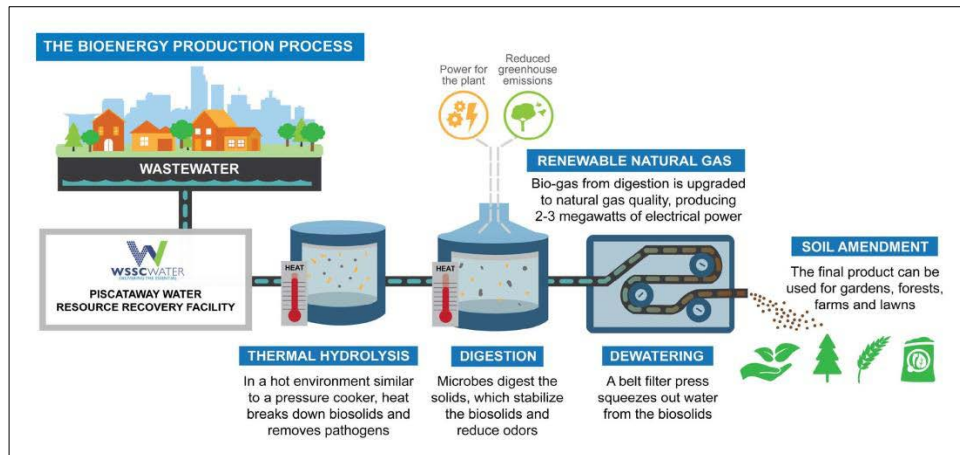 THE BIOENERGY PRODUCTION PROCESS
WASTEWATER
WSSCWATER
PISCATAWAY WATER
RESOURCE RECOVERY FACILITY
Power for
the plant
Reduced
greenhouse
emissions
RENEWABLE NATURAL GAS
Bio-gas from digestion is upgraded
to natural gas quality, producing
2-3 megawatts of electrical power
HEAT
THERMAL HYDROLYSIS
In a hot environment similar
to a pressure cooker, heat
breaks down biosolids and
removes pathogens
HEAT
DIGESTION
Microbes digest the
solids, which stabilize
the biosolids and
reduce odors
DEWATERING
A belt filter press
squeezes out water
from the biosolids
SOIL AMENDMENT
The final product can be
used for gardens, forests,
farms and lawns